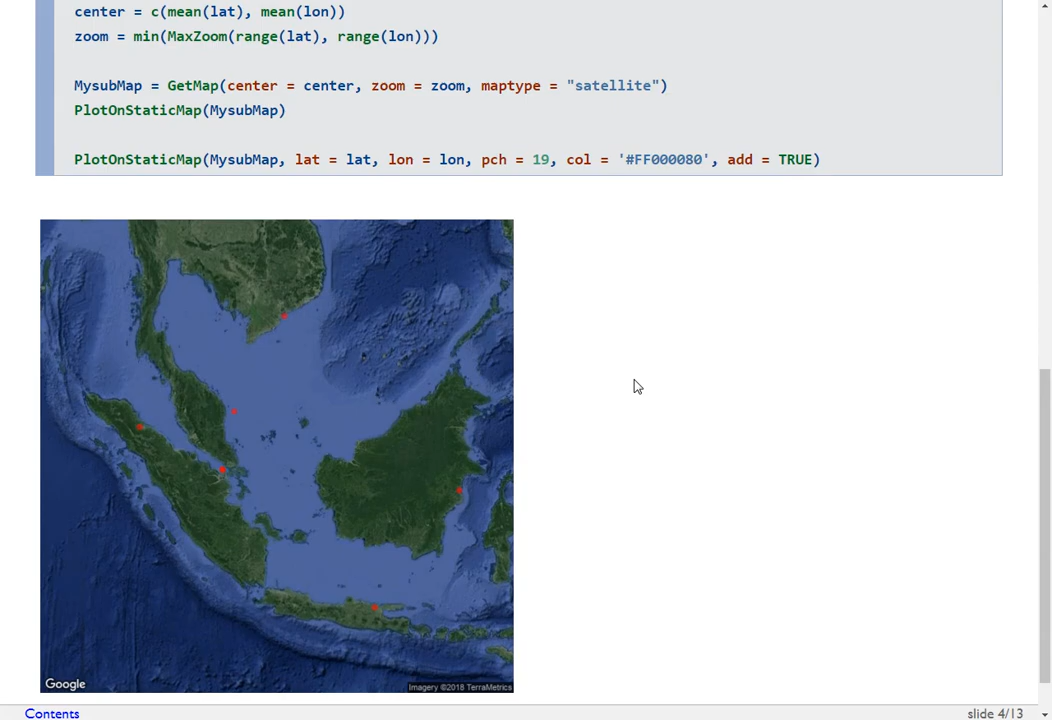 center = c(mean(lat), mean(lon))
zoom = min(MaxZoom(range(lat), range(lon)))
MysubMap = GetMap(center = center, zoom = zoom, maptype = "satellite")
PlotOnStaticMap(MysubMap)
PlotOnStaticMap(MysubMap, lat = lat, lon = lon, pch = 19, col = '#FF000080', add = TRUE)
Google
Imagery ©2018 TerraMetrics
Contents
slide 4/13